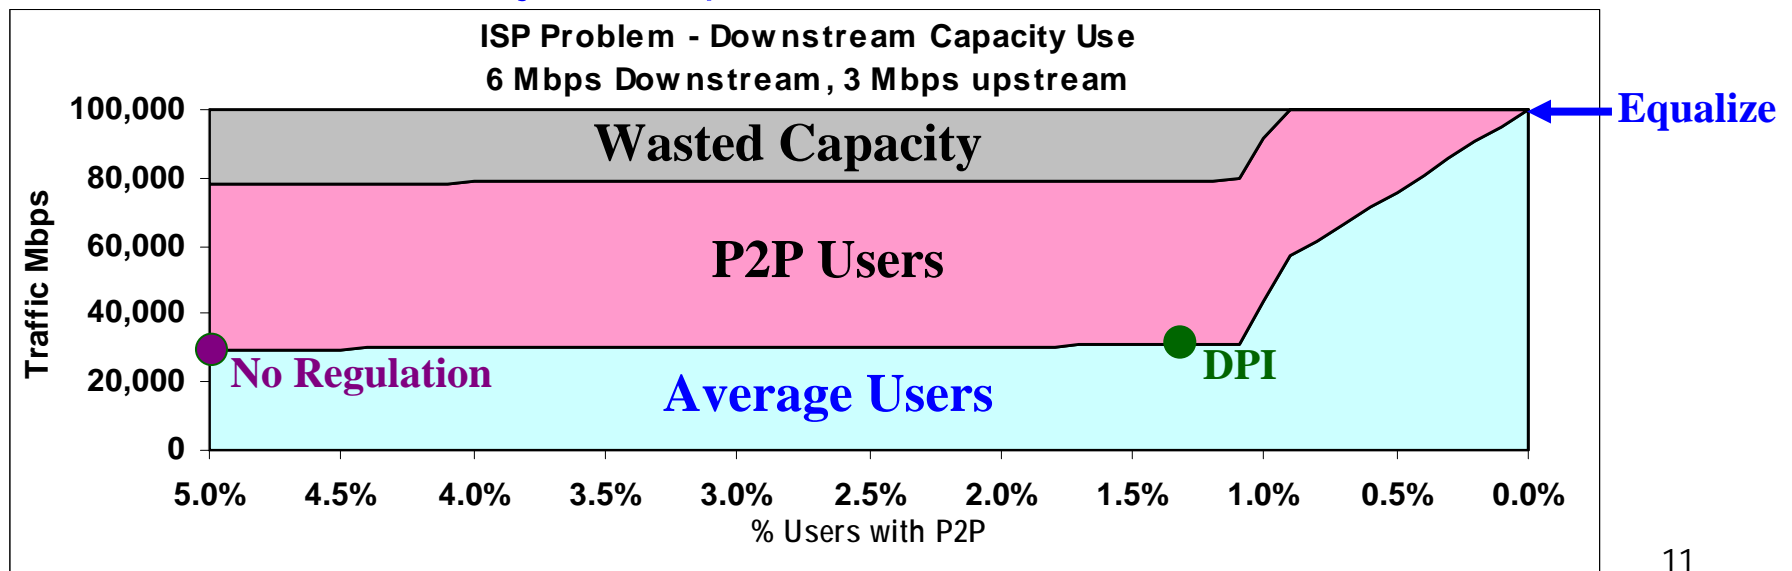 ISP Problem - Downstream Capacity Use
6 Mbps Downstream, 3 Mbps upstream
100,000
80,000
60,000
40,000
20,000
0
Traffic Mbps
Wasted Capacity
P2P Users
Average Users
No Regulation
DPI
Equalize
5.0% 4.5% 4.0% 3.5% 3.0% 2.5% 2.0% 1.5% 1.0% 0.5% 0.0%
% Users with P2P
11